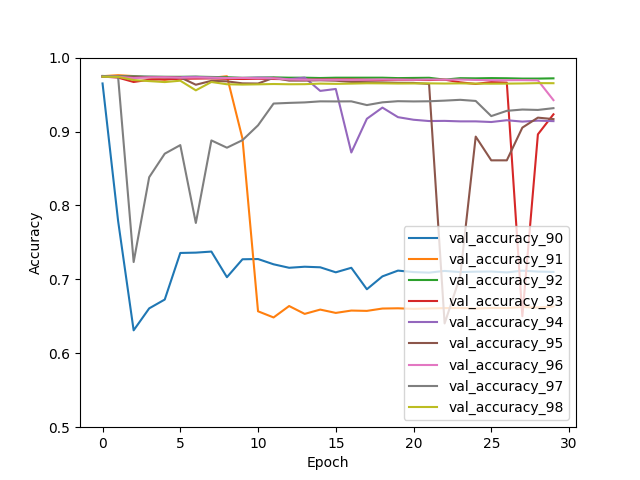 1.0
0.9
0.8
0.7
0.6
0.5
Accuracy
0
5
10
15
20
25
30
Epoch
val_accuracy_90
val_accuracy_91
val_accuracy_92
val_accuracy_93
val_accuracy_94
val_accuracy_95
val_accuracy_96
val_accuracy_97
val_accuracy_98